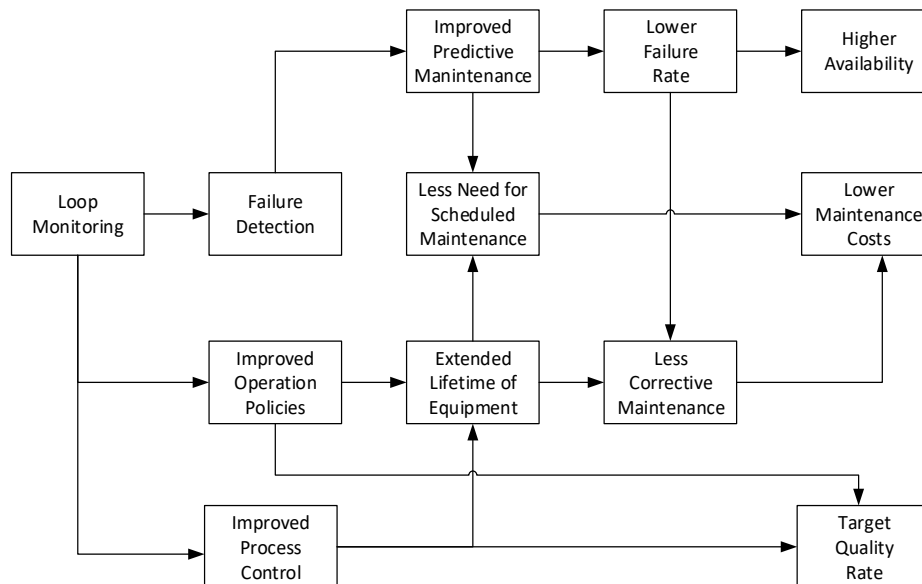 Improved
Predictive
Manintenance
Lower
Failure
Rate
Higher
Availability
Loop
Monitoring
Failure
Detection
Less Need for
Scheduled
Maintenance
Lower
Maintenance
Costs
Improved
Operation
Policies
Extended
Lifetime of
Equipment
Less
Corrective
Maintenance
Improved
Process
Control
Target
Quality
Rate